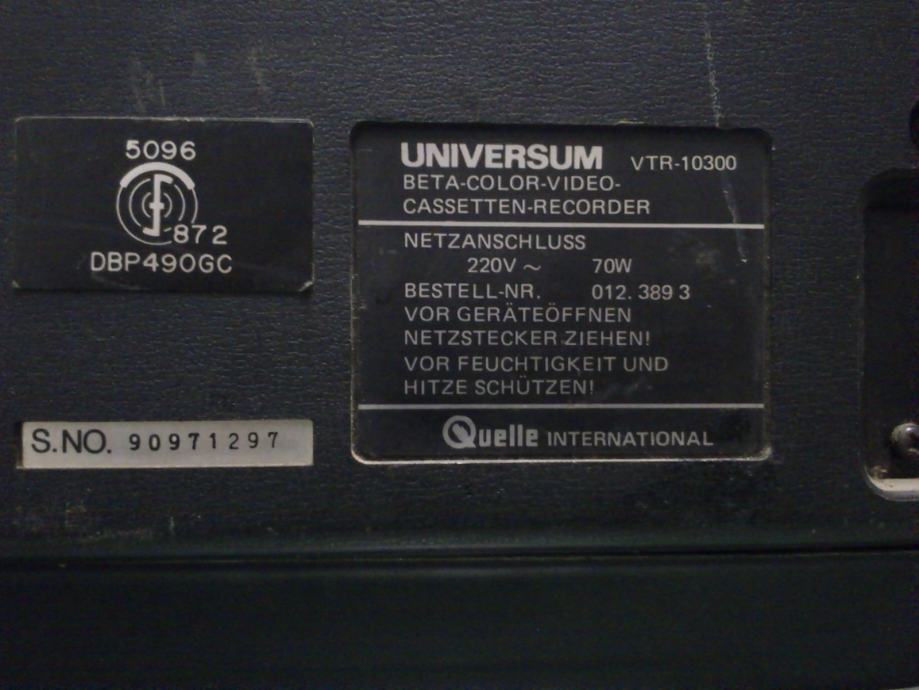 5096
872
DBP490GC
S.NO. 90971297
UNIVERSUM VTR-10300
BETA-COLOR-VIDEO-
CASSETTEN-RECORDER
NETZANSCHLUSS
220V ~ 70W
BESTELL-NR. 012. 389 3
VOR GERÄTEÖFFNEN
NETZSTECKER ZIEHEN!
VOR FEUCHTIGKEIT UND
HITZE SCHÜTZEN!
Quelle INTERNATIONAL